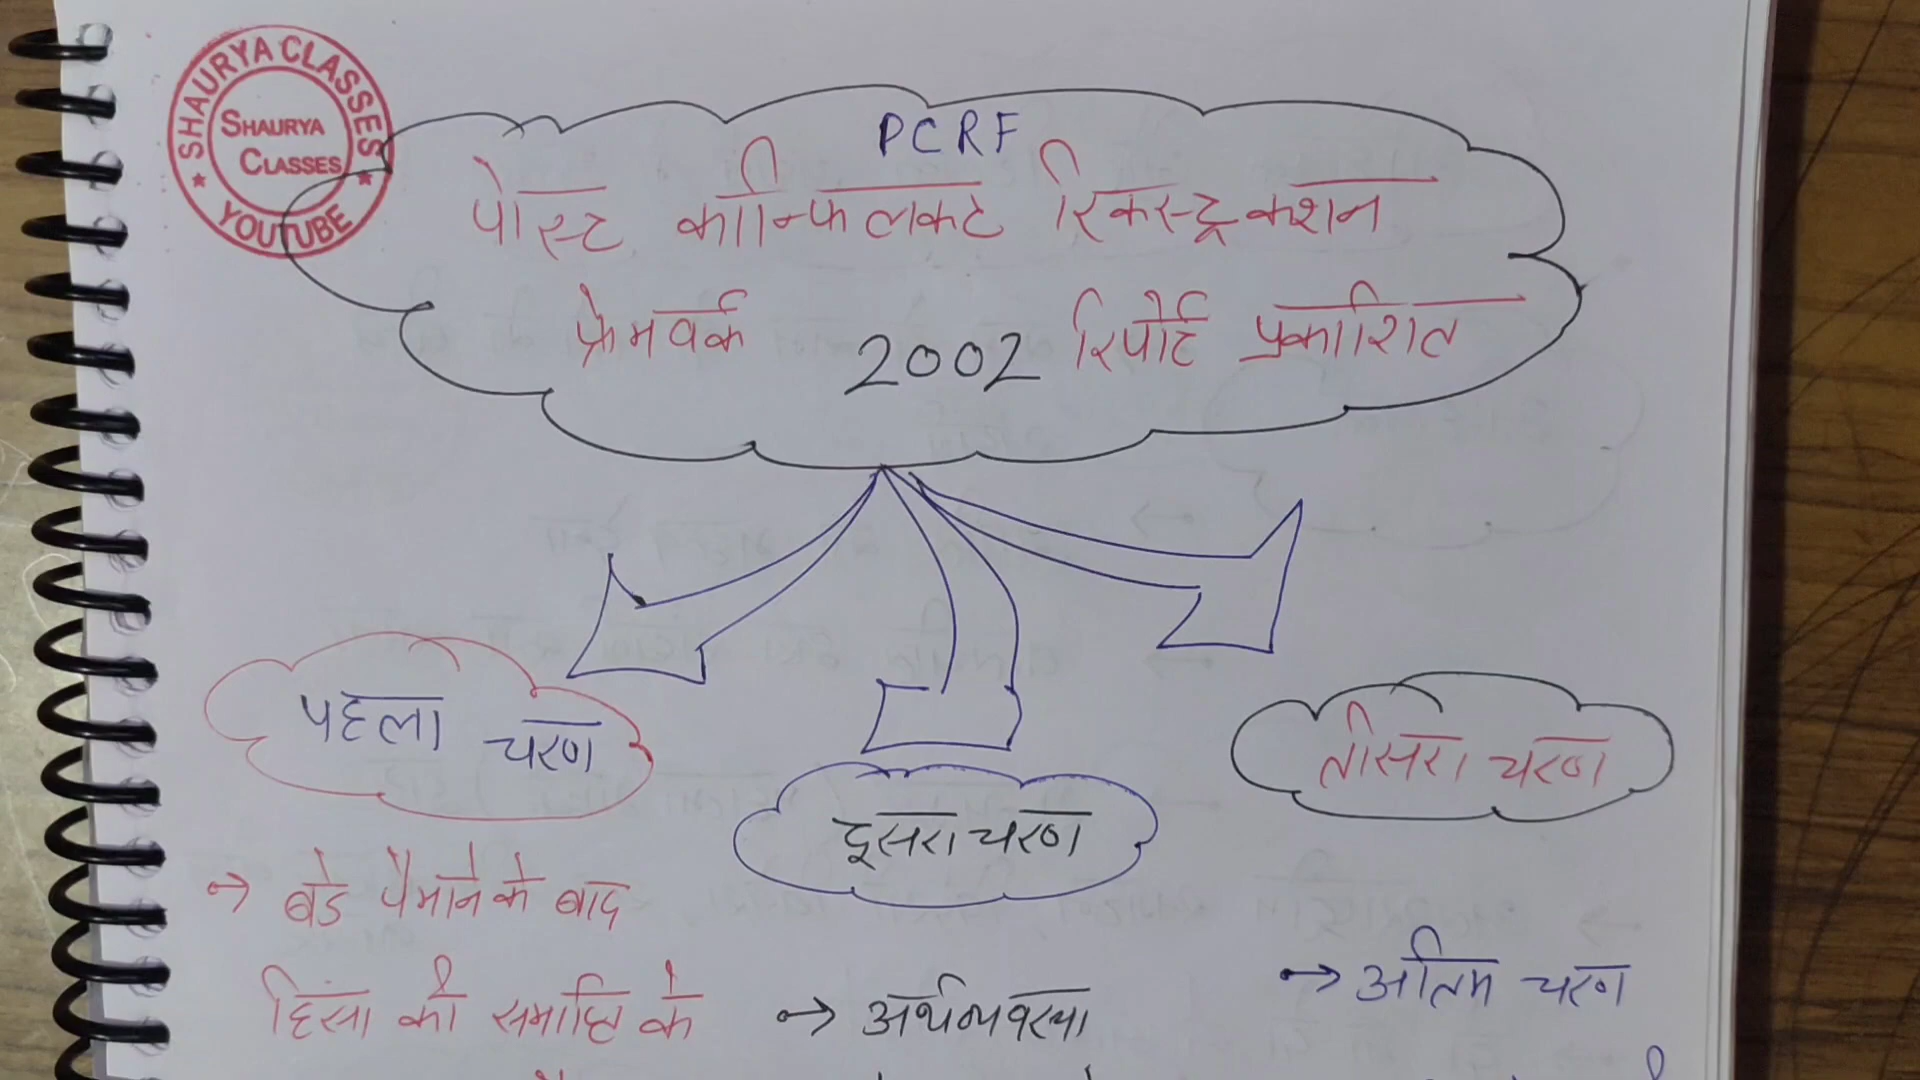 SHAURYA CLASSES
SHAURYA
CLASSES
YOUTUBE
PCRF
पोस्ट कान्फिलकट रिकंस्ट्रक्शन
फ्रेमवर्क 2002 रिपोर्ट प्रकाशित
पहला चरण
दूसरा चरण
तीसरा चरण
→ बडे पैमाने के बाद
हिंसा की समाप्ति के
→ अर्थव्यवस्था
→ अंतिम चरण